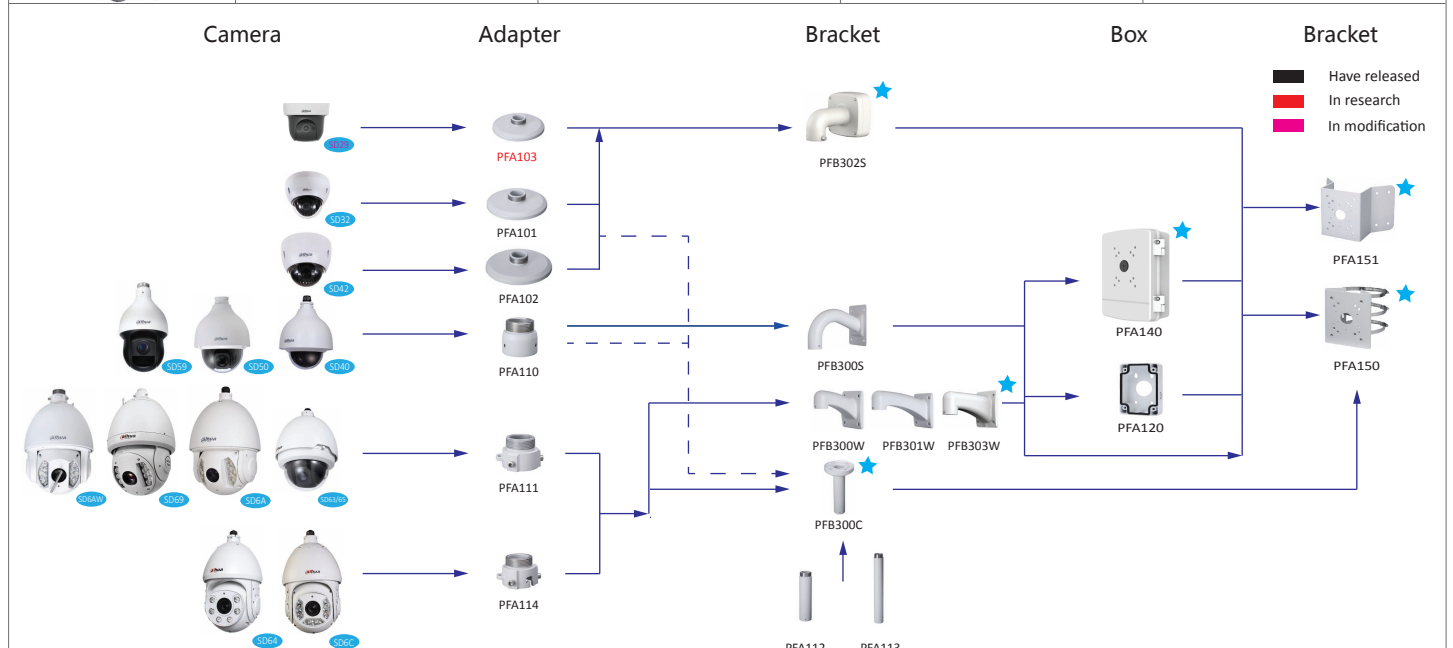 Camera Adapter Bracket Box Bracket
Have released
In research
In modification
SD29
PFA103
PFB302S
SD32
PFA101
PFA151
SD42
PFA102
PFA140
PFA150
SD59 SD50 SD40
PFA110
PFB300S
PFA120
PFB300W PFB301W PFB303W
SD6AW SD69 SD6A SD63/65
PFA111
PFB300C
PFA114
SD64 SD6C
PFA112 PFA113